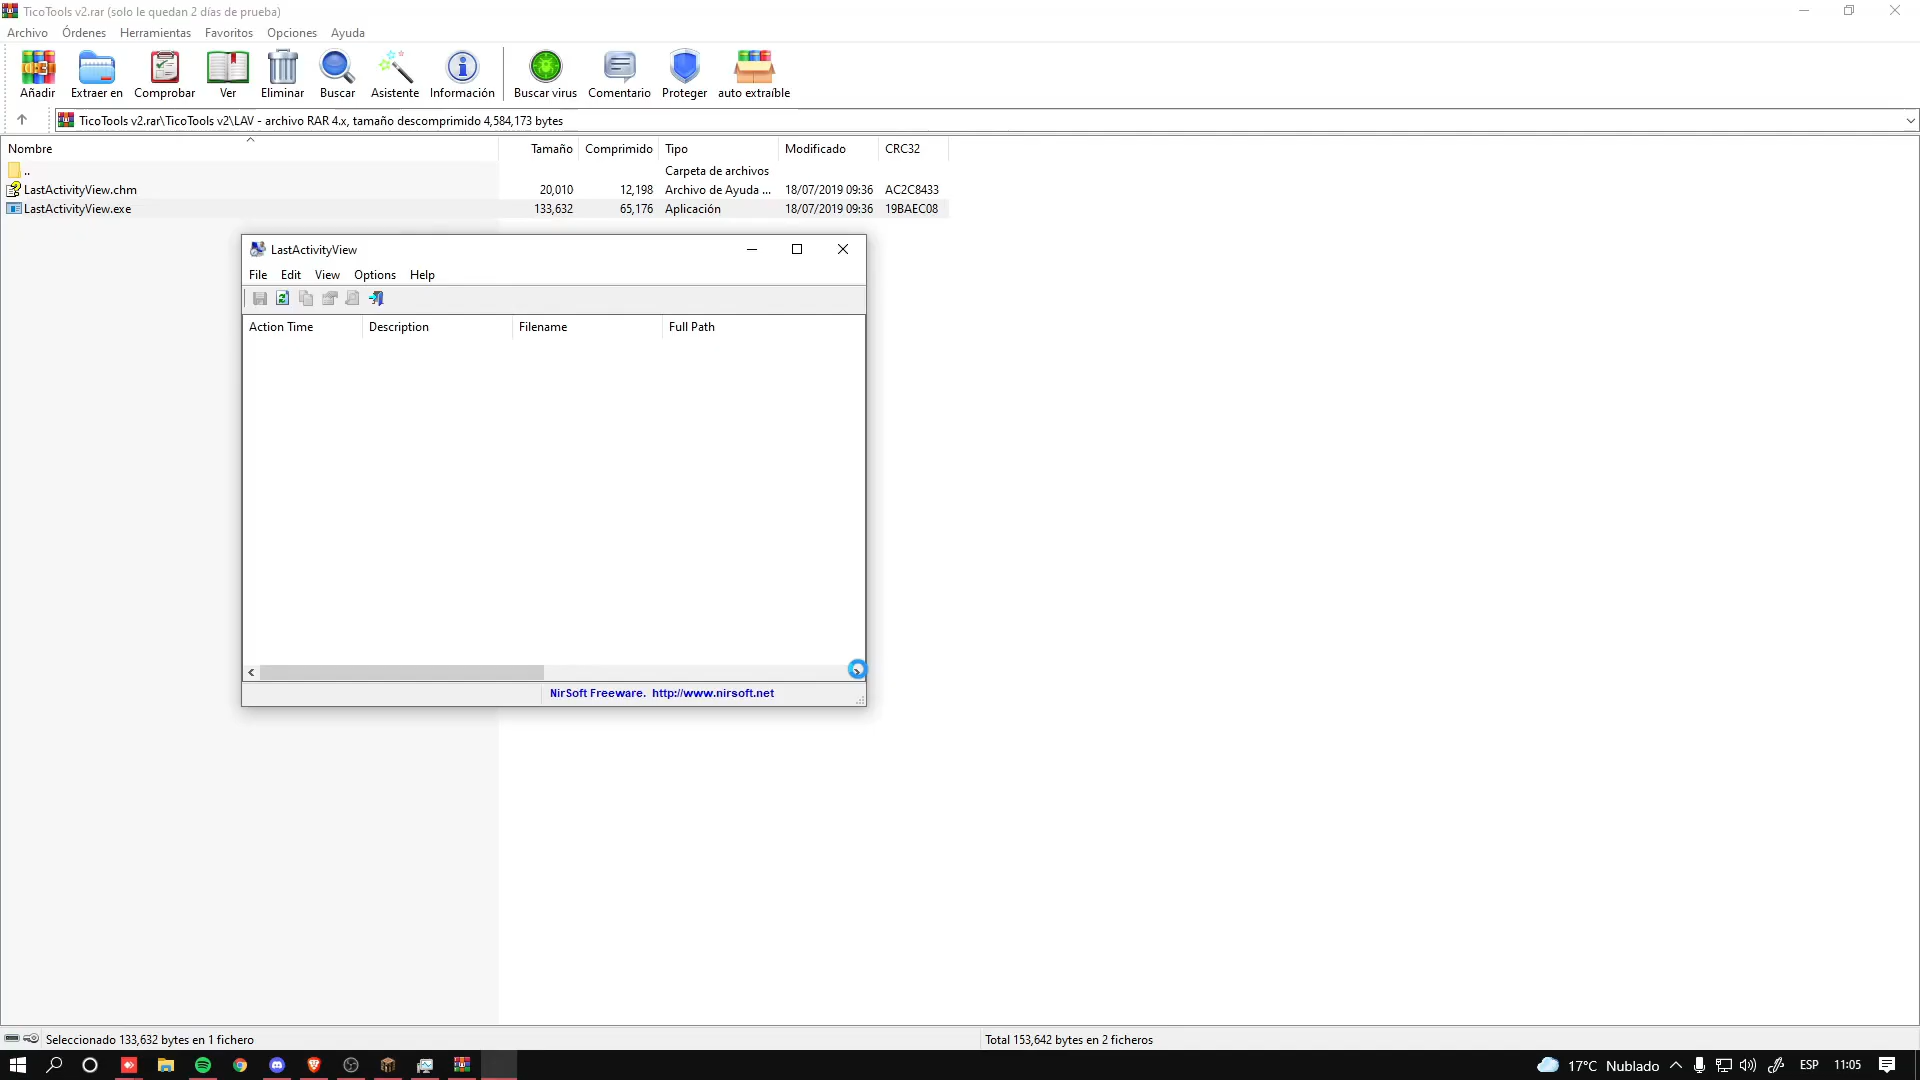 TicoTools v2.rar (solo le quedan 2 días de prueba)
Archivo Órdenes Herramientas Favoritos Opciones Ayuda
Añadir Extraer en Comprobar Ver Eliminar Buscar Asistente Información Buscar virus Comentario Proteger auto extraíble
TicoTools v2.rar\TicoTools v2\LAV - archivo RAR 4.x, tamaño descomprimido 4,584,173 bytes
Nombre Tamaño Comprimido Tipo Modificado CRC32
.. Carpeta de archivos
LastActivityView.chm 20,010 12,198 Archivo de Ayuda ... 18/07/2019 09:36 AC2C8433
LastActivityView.exe 133,632 65,176 Aplicación 18/07/2019 09:36 19BAEC08
LastActivityView
File Edit View Options Help
Action Time Description Filename Full Path
NirSoft Freeware. http://www.nirsoft.net
Seleccionado 133,632 bytes en 1 fichero Total 153,642 bytes en 2 ficheros
17°C Nublado ESP 11:05